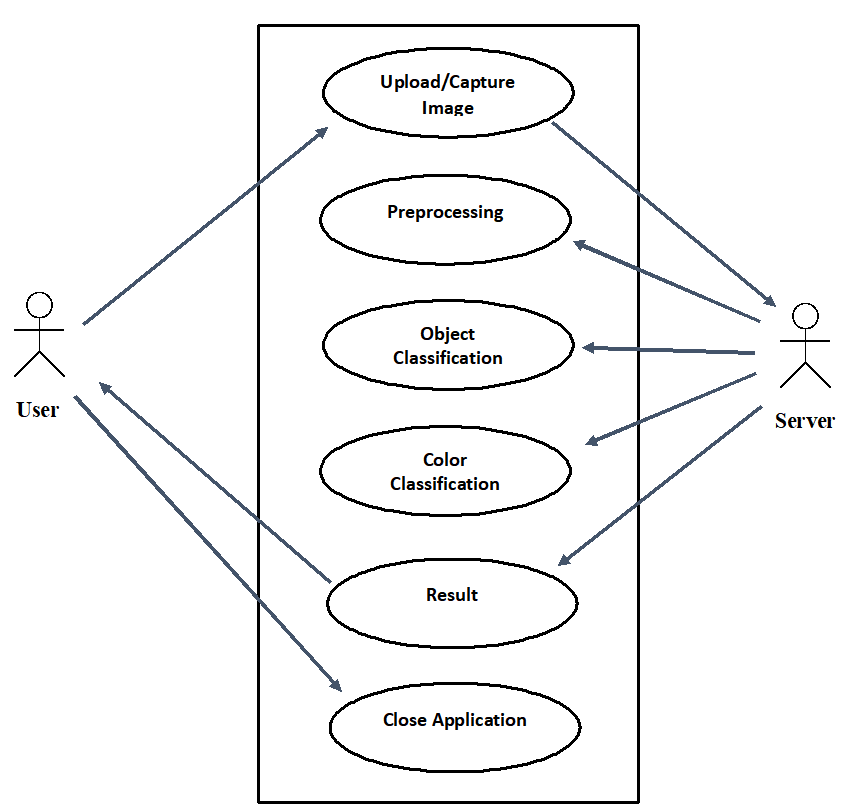 Upload/Capture
Image
Preprocessing
Object
Classification
User
Server
Color
Classification
Result
Close Application